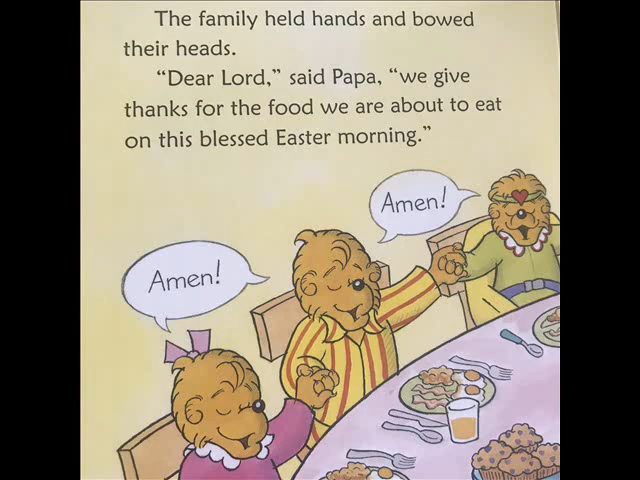 The family held hands and bowed
their heads.
“Dear Lord,” said Papa, “we give
thanks for the food we are about to eat
on this blessed Easter morning.”
Amen!
Amen!